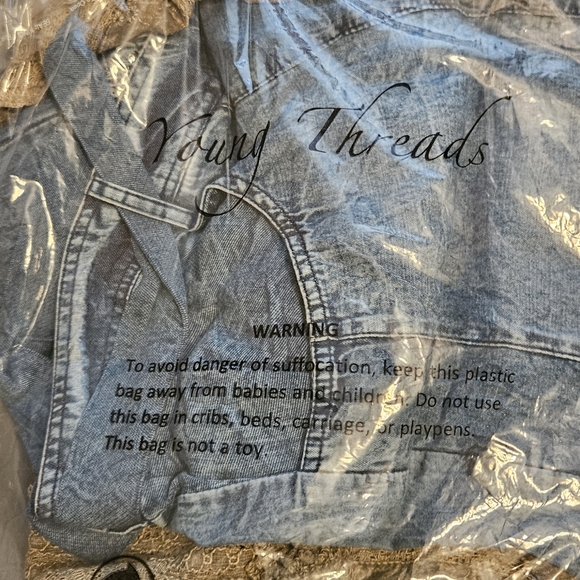 Young Threads
WARNING
To avoid danger of suffocation, keep this plastic
bag away from babies and children. Do not use
this bag in cribs, beds, carriage, or playpens.
This bag is not a toy.